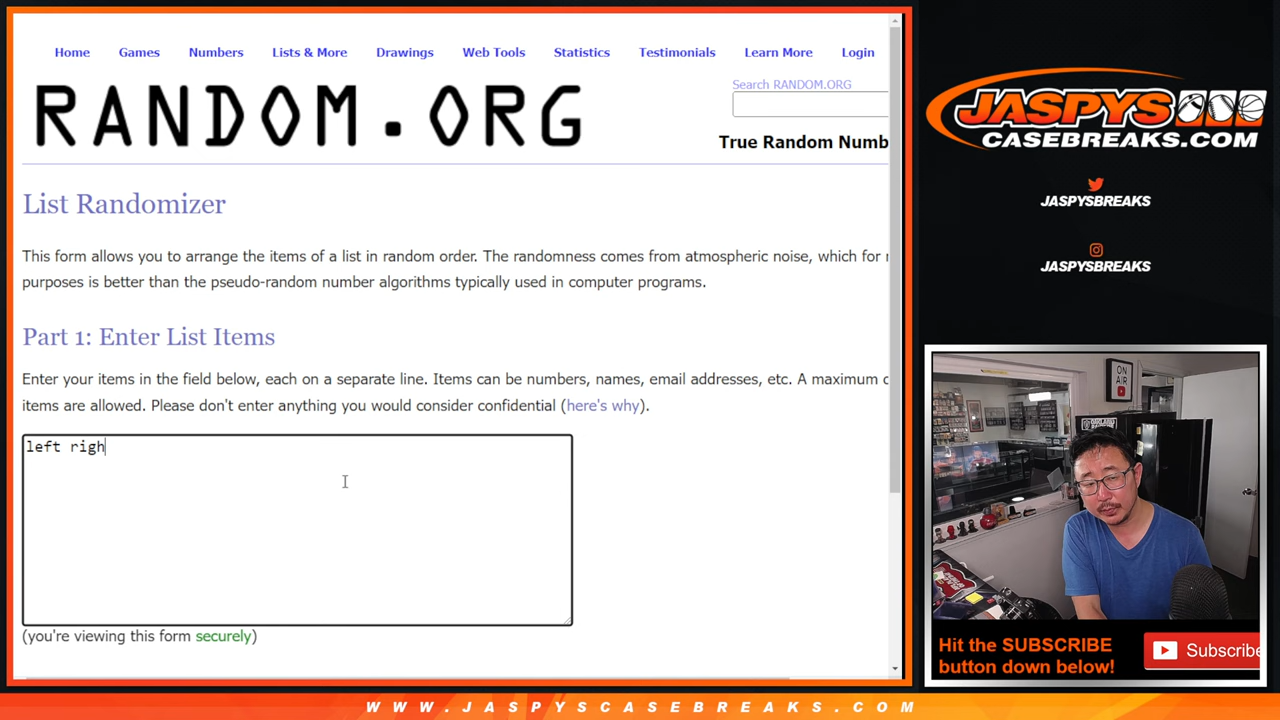 Home Games Numbers Lists & More Drawings Web Tools Statistics Testimonials Learn More Login
RANDOM.ORG
Search RANDOM.ORG
True Random Numb
List Randomizer
This form allows you to arrange the items of a list in random order. The randomness comes from atmospheric noise, which for
purposes is better than the pseudo-random number algorithms typically used in computer programs.
Part 1: Enter List Items
Enter your items in the field below, each on a separate line. Items can be numbers, names, email addresses, etc. A maximum
items are allowed. Please don't enter anything you would consider confidential (here's why).
left righ
(you're viewing this form securely)
JASPYS
CASEBREAKS.COM
JASPYSBREAKS
JASPYSBREAKS
ON
AIR
Hit the SUBSCRIBE
button down below!
Subscribe
WWW.JASPYSCASEBREAKS.COM